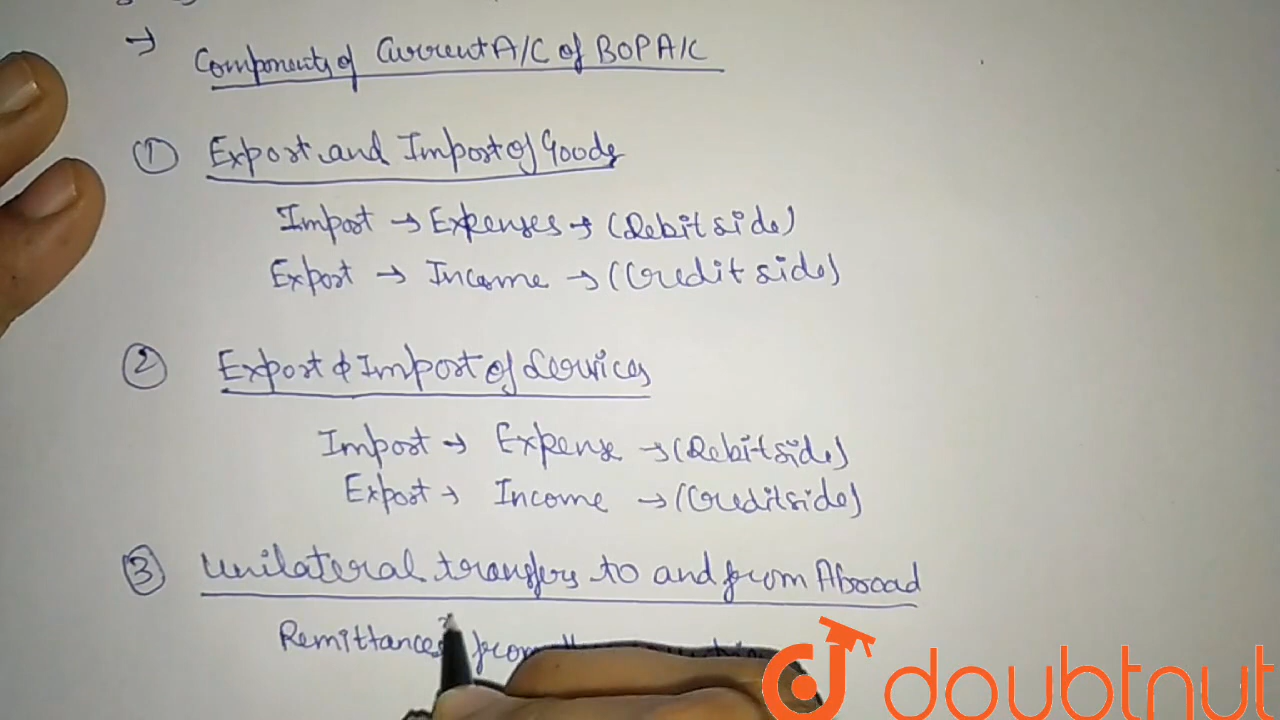 → Components of Current A/C of BOP A/C
① Export and Import of Goods
Import → Expenses → (Debit side)
Export → Income → (Credit side)
② Export & Import of Services
Import → Expense → (Debit side)
Export → Income → (Credit side)
③ Unilateral transfers to and from Abroad
Remittances from
doubtnut